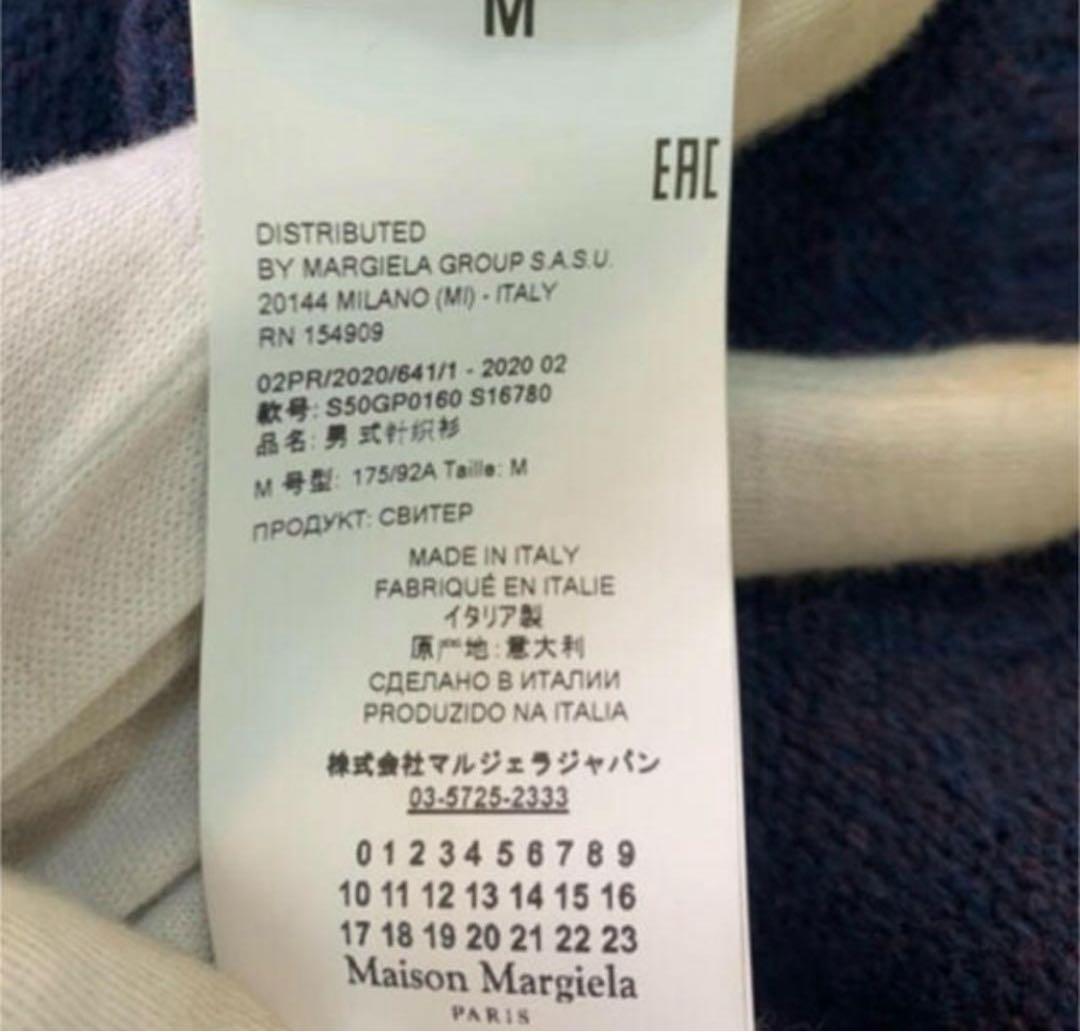 M
EAC
DISTRIBUTED
BY MARGIELA GROUP S.A.S.U.
20144 MILANO (MI) - ITALY
RN 154909
02PR/2020/641/1 - 2020 02
款号: S50GP0160 S16780
品名: 男 式针织衫
M 号型: 175/92A Taille: M
ПРОДУКТ: СВИТЕР
MADE IN ITALY
FABRIQUÉ EN ITALIE
イタリア製
原产地:意大利
СДЕЛАНО В ИТАЛИИ
PRODUZIDO NA ITALIA
株式会社マルジェラジャパン
03-5725-2333
0 1 2 3 4 5 6 7 8 9
10 11 12 13 14 15 16
17 18 19 20 21 22 23
Maison Margiela
PARIS